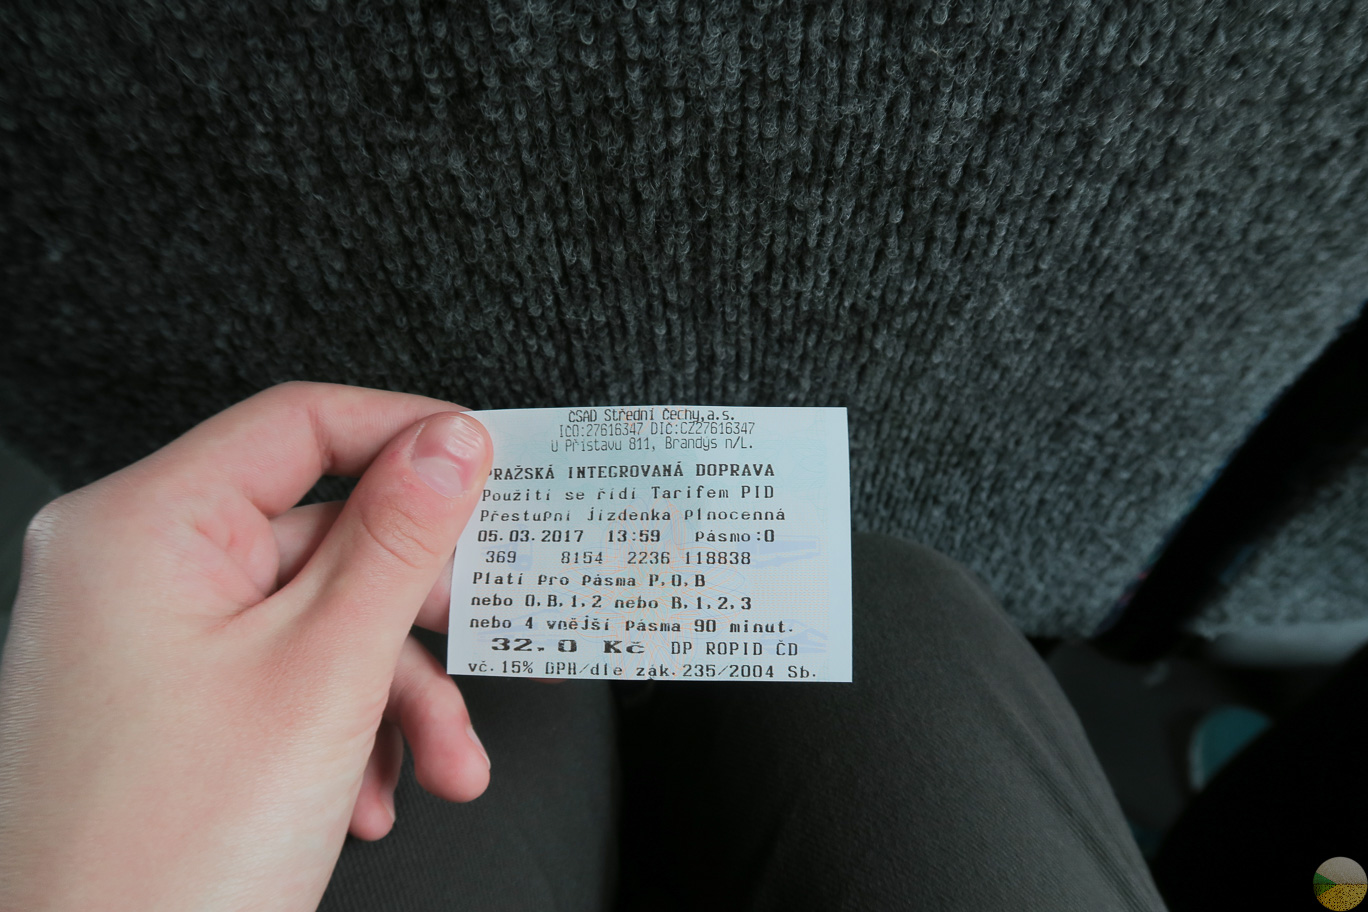 ČSAD Střední Čechy,a.s.
IČO:27616347 DIČ:CZ27616347
U Přístavu 811, Brandýs n/L.
PRAŽSKÁ INTEGROVANÁ DOPRAVA
Použití se řídí Tarifem PID
Přestupní jízdenka plnocenná
05.03.2017 13:59 pásmo:0
369 8154 2236 118838
Platí pro pásma P,0,B
nebo 0,B,1,2 nebo B,1,2,3
nebo 4 vnější pásma 90 minut.
32,0 Kč DP ROPID ČD
vč.15% DPH/dle zák.235/2004 Sb.